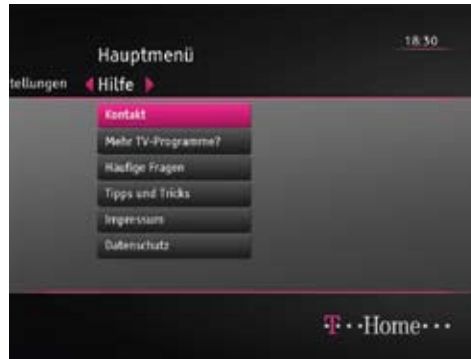 18:30
Hauptmenü
tellungen Hilfe
Kontakt
Mehr TV-Programme?
Häufige Fragen
Tipps und Tricks
Impressum
Datenschutz
T··Home···